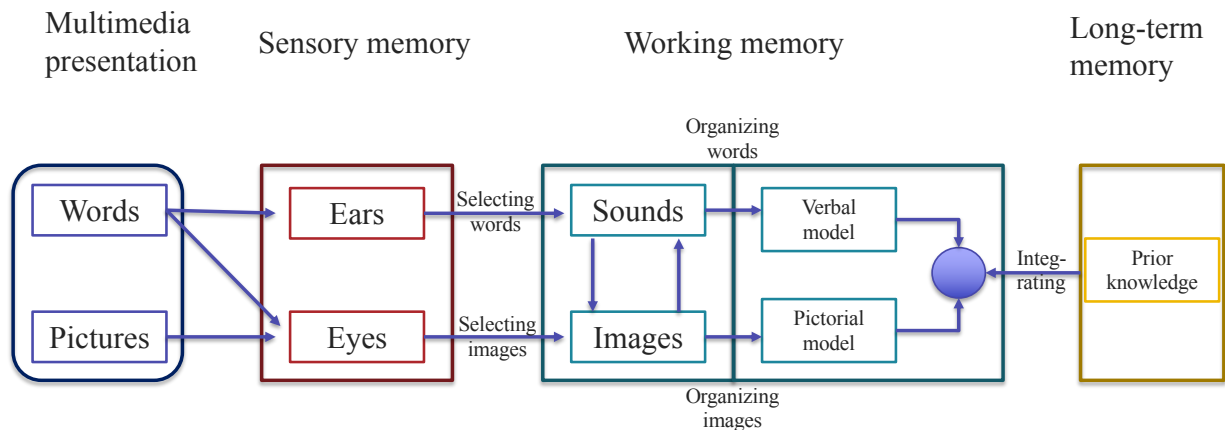 Multimedia
presentation
Sensory memory
Working memory
Long-term
memory
Organizing
words
Words
Ears
Selecting
words
Sounds
Verbal
model
Integ-
rating
Prior
knowledge
Pictures
Eyes
Selecting
images
Images
Pictorial
model
Organizing
images